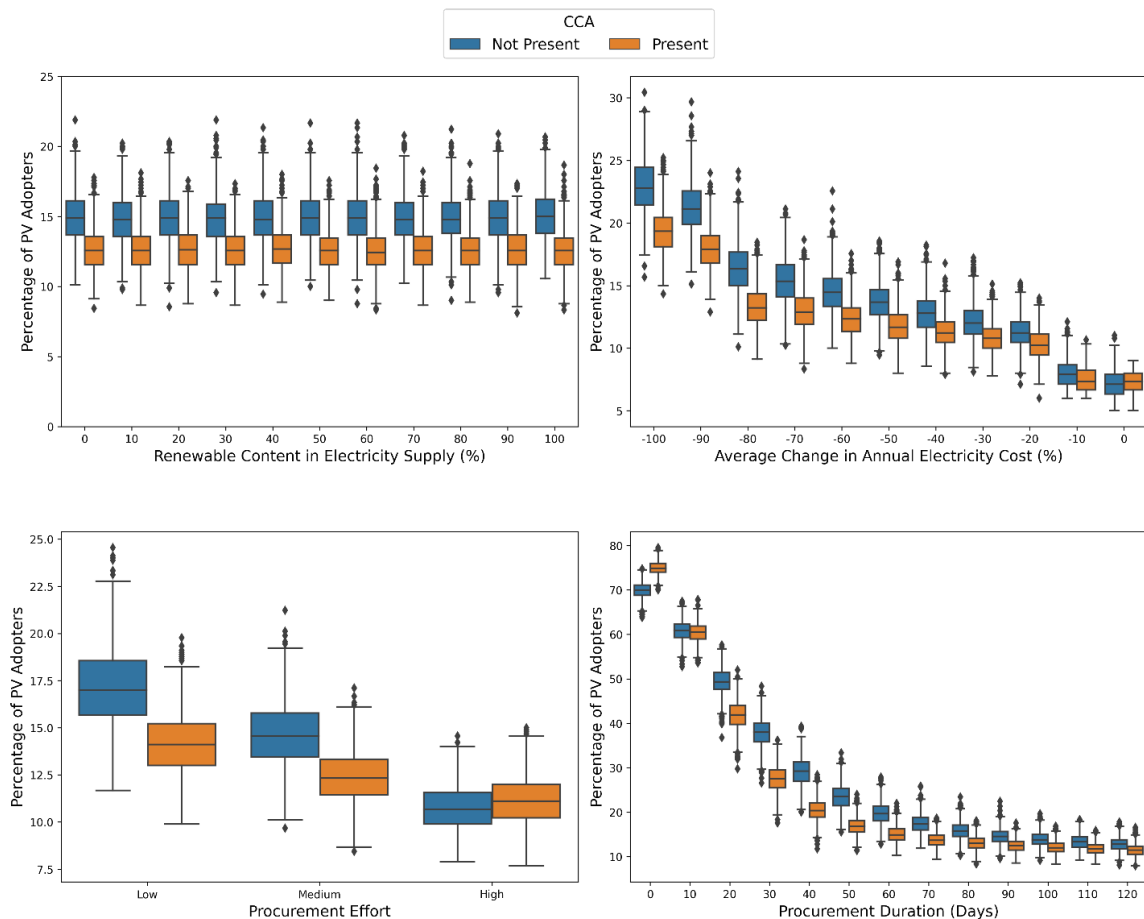 CCA
Not Present Present
25
20
15
10
5
0
Percentage of PV Adopters
0 10 20 30 40 50 60 70 80 90 100
Renewable Content in Electricity Supply (%)
30
25
20
15
10
5
Percentage of PV Adopters
-100 -90 -80 -70 -60 -50 -40 -30 -20 -10 0
Average Change in Annual Electricity Cost (%)
25.0
22.5
20.0
17.5
15.0
12.5
10.0
7.5
Percentage of PV Adopters
Low Medium High
Procurement Effort
80
70
60
50
40
30
20
10
Percentage of PV Adopters
0 10 20 30 40 50 60 70 80 90 100 110 120
Procurement Duration (Days)